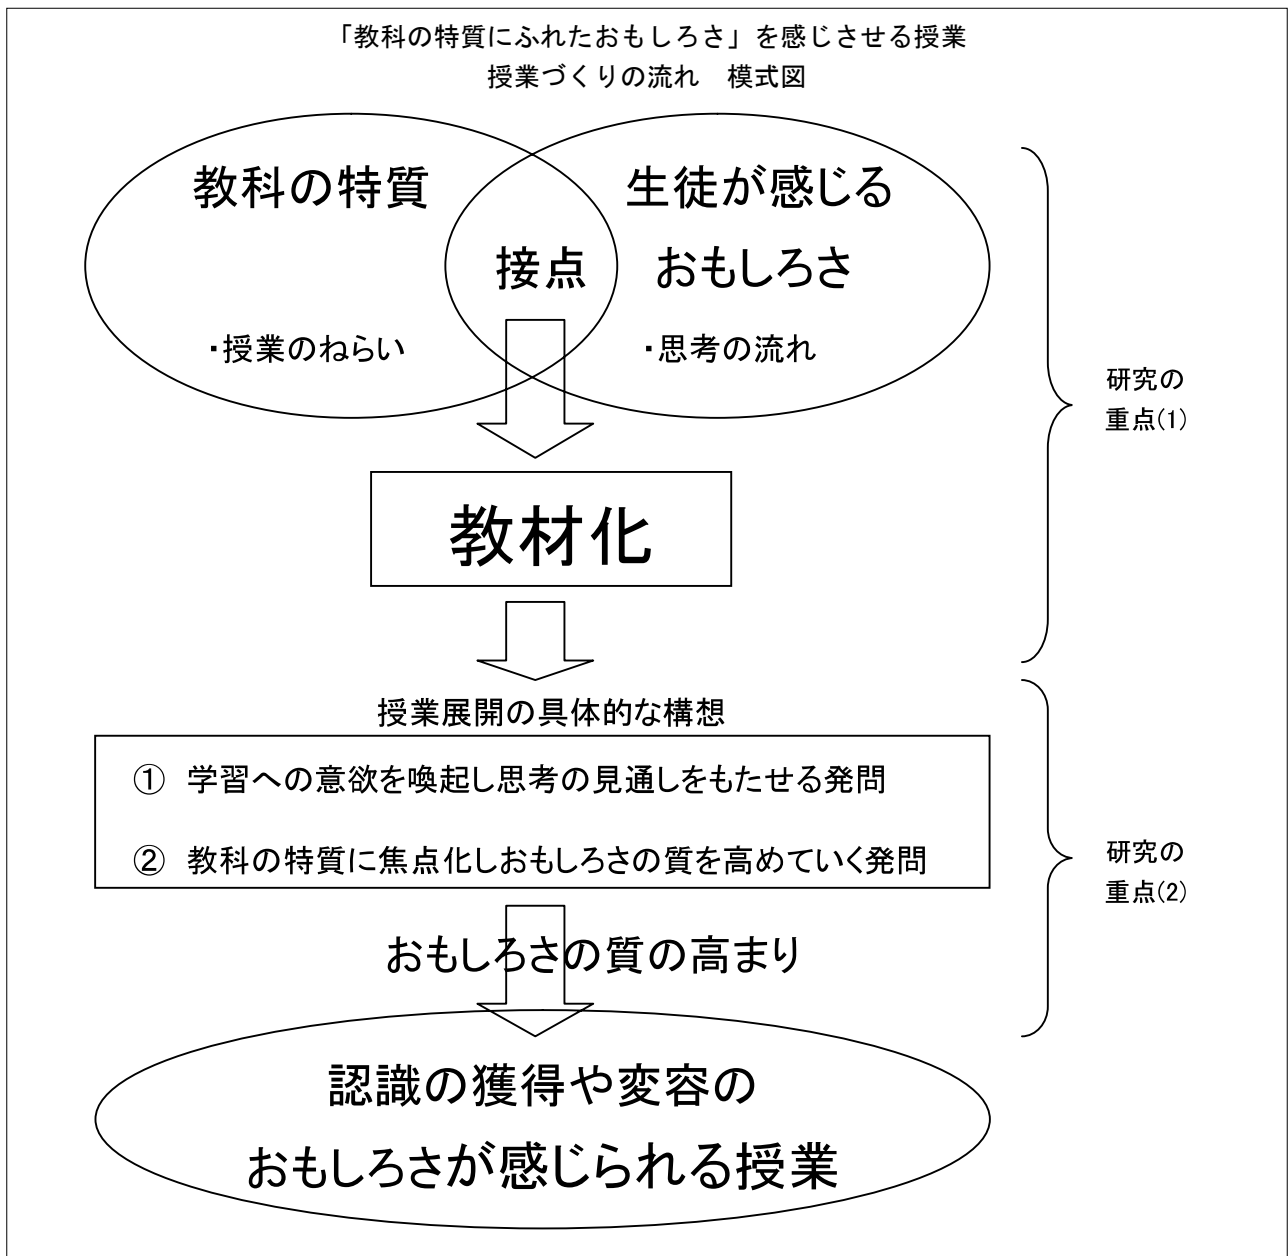 「教科の特質にふれたおもしろさ」を感じさせる授業
授業づくりの流れ　模式図
教科の特質
生徒が感じる
おもしろさ
接点
・授業のねらい
・思考の流れ
研究の
重点(1)
教材化
授業展開の具体的な構想
①　学習への意欲を喚起し思考の見通しをもたせる発問
②　教科の特質に焦点化しおもしろさの質を高めていく発問
研究の
重点(2)
おもしろさの質の高まり
認識の獲得や変容の
おもしろさが感じられる授業